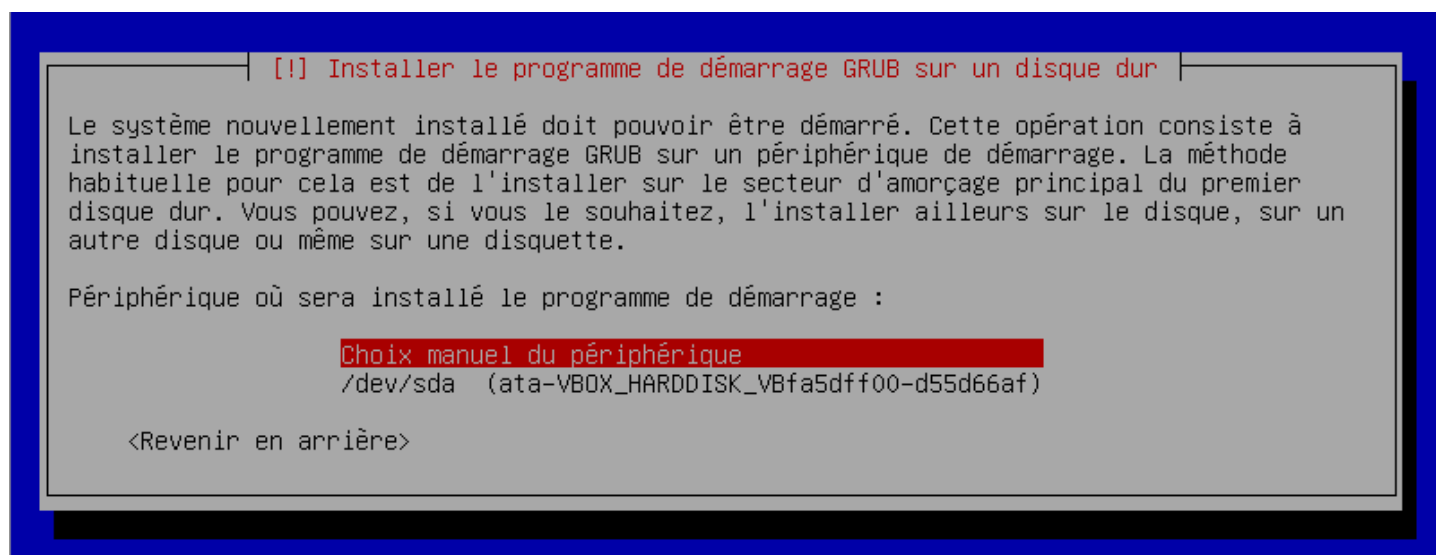 [!] Installer le programme de démarrage GRUB sur un disque dur
Le système nouvellement installé doit pouvoir être démarré. Cette opération consiste à
installer le programme de démarrage GRUB sur un périphérique de démarrage. La méthode
habituelle pour cela est de l'installer sur le secteur d'amorçage principal du premier
disque dur. Vous pouvez, si vous le souhaitez, l'installer ailleurs sur le disque, sur un
autre disque ou même sur une disquette.
Périphérique où sera installé le programme de démarrage :
Choix manuel du périphérique
/dev/sda (ata-VBOX_HARDDISK_VBfa5dff00-d55d66af)
<Revenir en arrière>